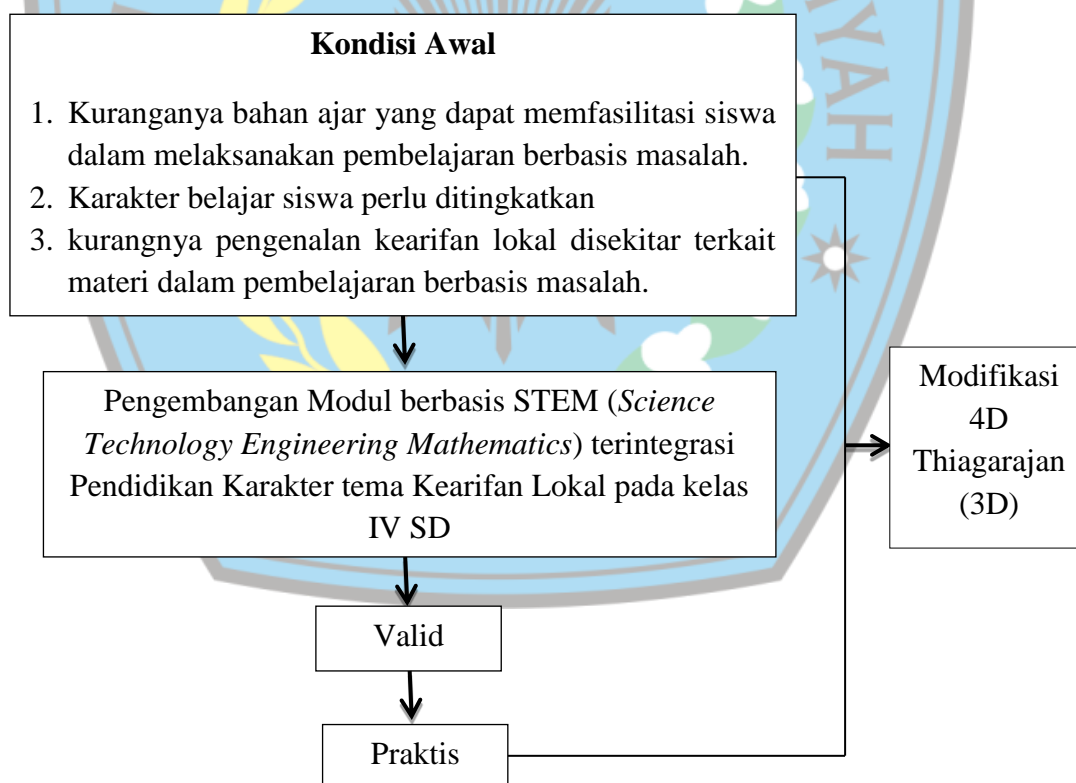 YAH
Kondisi Awal
1. Kuranganya bahan ajar yang dapat memfasilitasi siswa
dalam melaksanakan pembelajaran berbasis masalah.
2. Karakter belajar siswa perlu ditingkatkan
3. kurangnya pengenalan kearifan lokal disekitar terkait
materi dalam pembelajaran berbasis masalah.
Pengembangan Modul berbasis STEM (Science
Technology Engineering Mathematics) terintegrasi
Pendidikan Karakter tema Kearifan Lokal pada kelas
IV SD
Modifikasi
4D
Thiagarajan
(3D)
Valid
Praktis